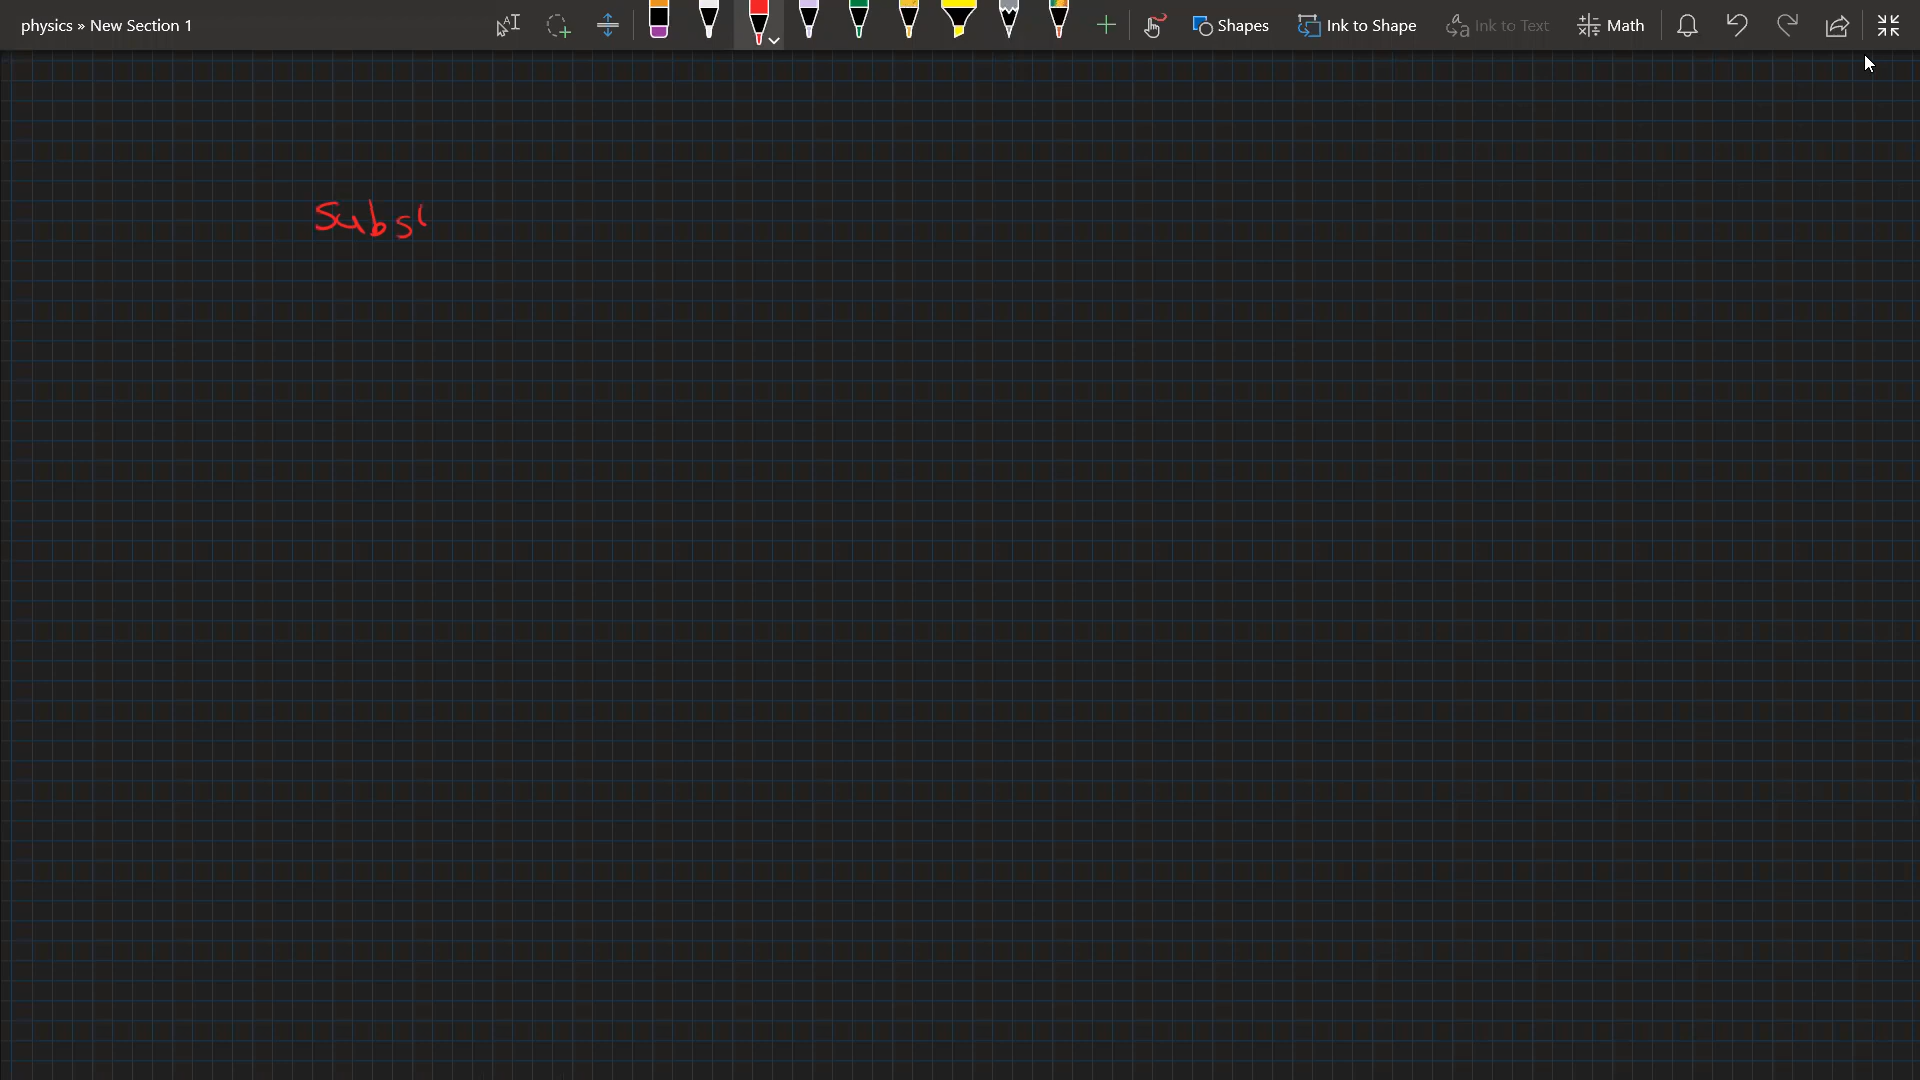 physics » New Section 1
Shapes
Ink to Shape
Ink to Text
Math
Subs